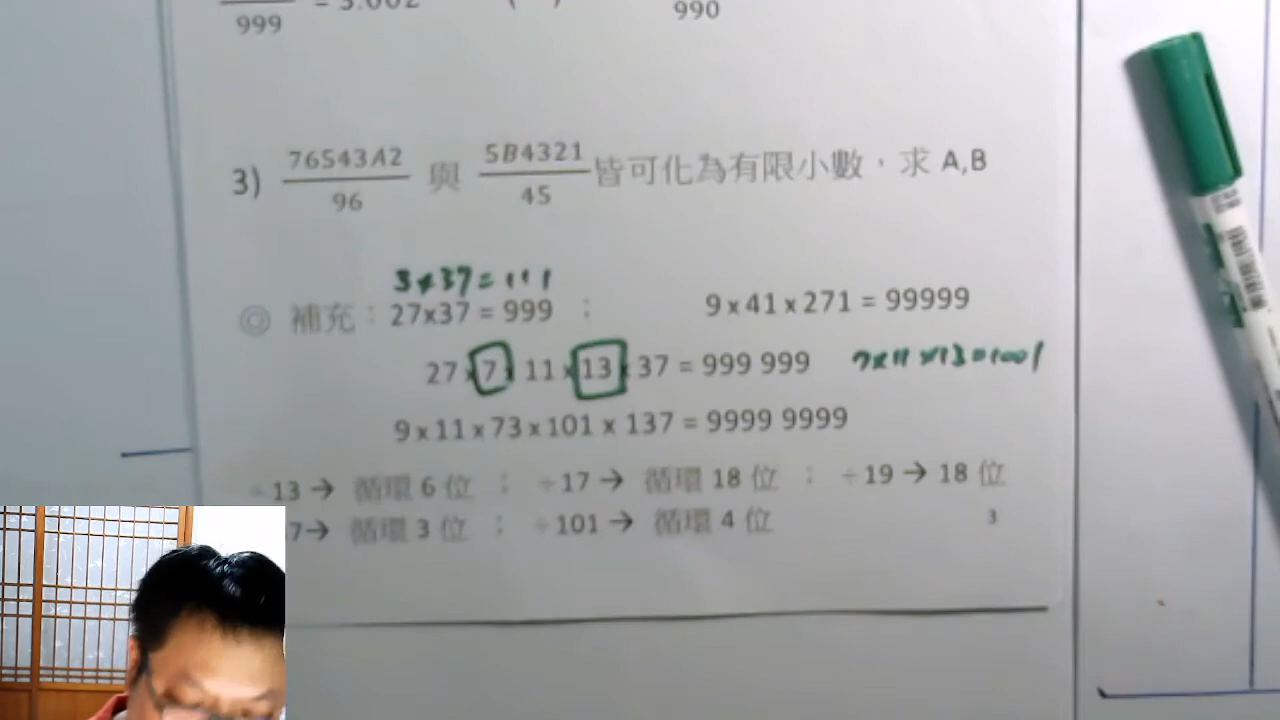 999 = 3.002 ( ) 990
3) 76543A2/96 與 5B4321/45 皆可化為有限小數，求 A,B
3×37=111
◎ 補充：27x37 = 999 ； 9 x 41 x 271 = 99999
27 x 7 x 11 x 13 x 37 = 999 999 7×11×13=1001
9 x 11 x 73 x 101 x 137 = 9999 9999
÷13→ 循環 6 位 ； ÷17→ 循環 18 位 ； ÷19→ 18 位
7→ 循環 3 位 ； ÷101→ 循環 4 位
3